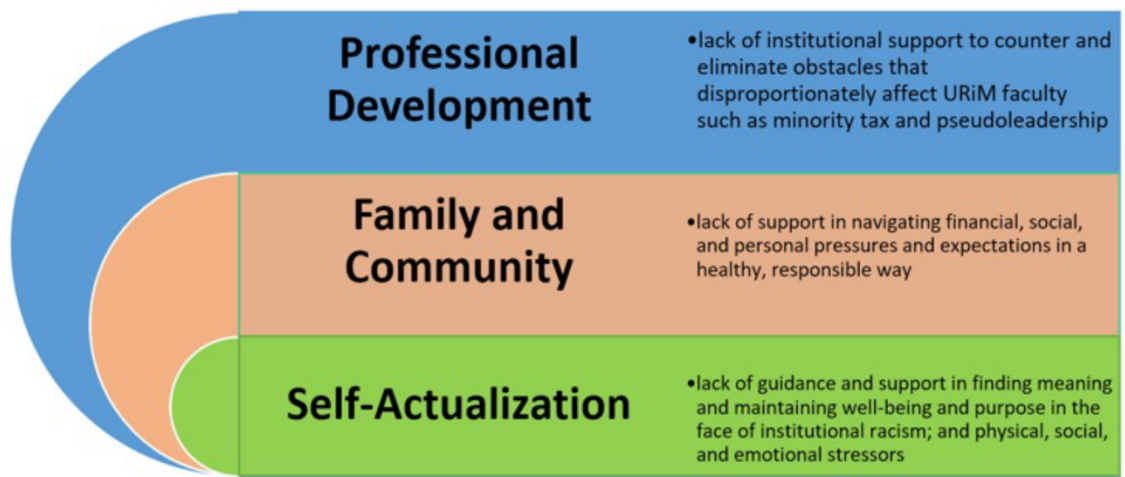 Professional
Development
•lack of institutional support to counter and
eliminate obstacles that
disproportionately affect URiM faculty
such as minority tax and pseudoleadership
Family and
Community
•lack of support in navigating financial, social,
and personal pressures and expectations in a
healthy, responsible way
Self-Actualization
•lack of guidance and support in finding meaning
and maintaining well-being and purpose in the
face of institutional racism; and physical, social,
and emotional stressors